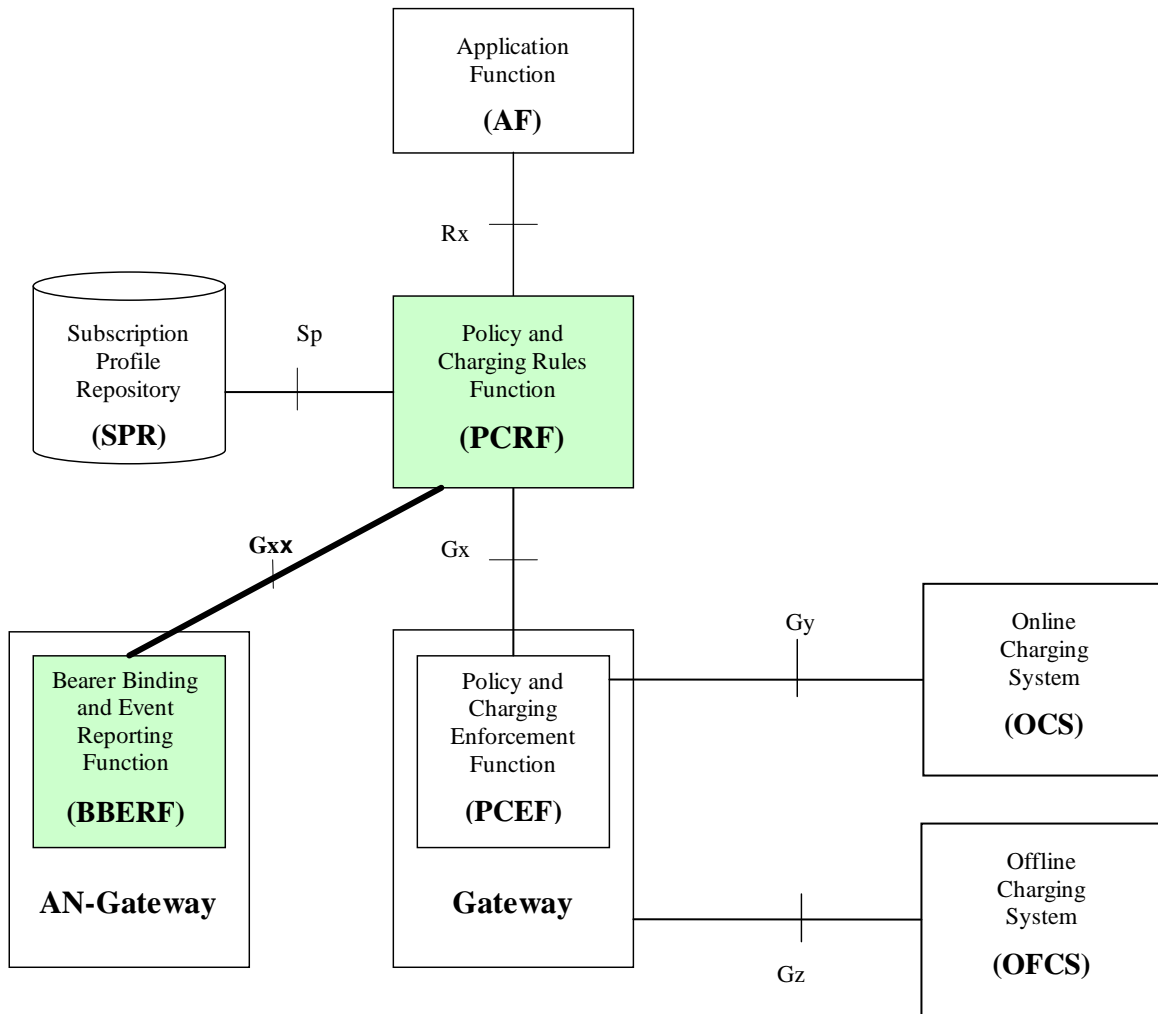 Application
Function
(AF)
Rx
Subscription
Profile
Repository
(SPR)
Sp
Policy and
Charging Rules
Function
(PCRF)
Gxx
Gx
Bearer Binding
and Event
Reporting
Function
(BBERF)
AN-Gateway
Policy and
Charging
Enforcement
Function
(PCEF)
Gateway
Gy
Online
Charging
System
(OCS)
Gz
Offline
Charging
System
(OFCS)